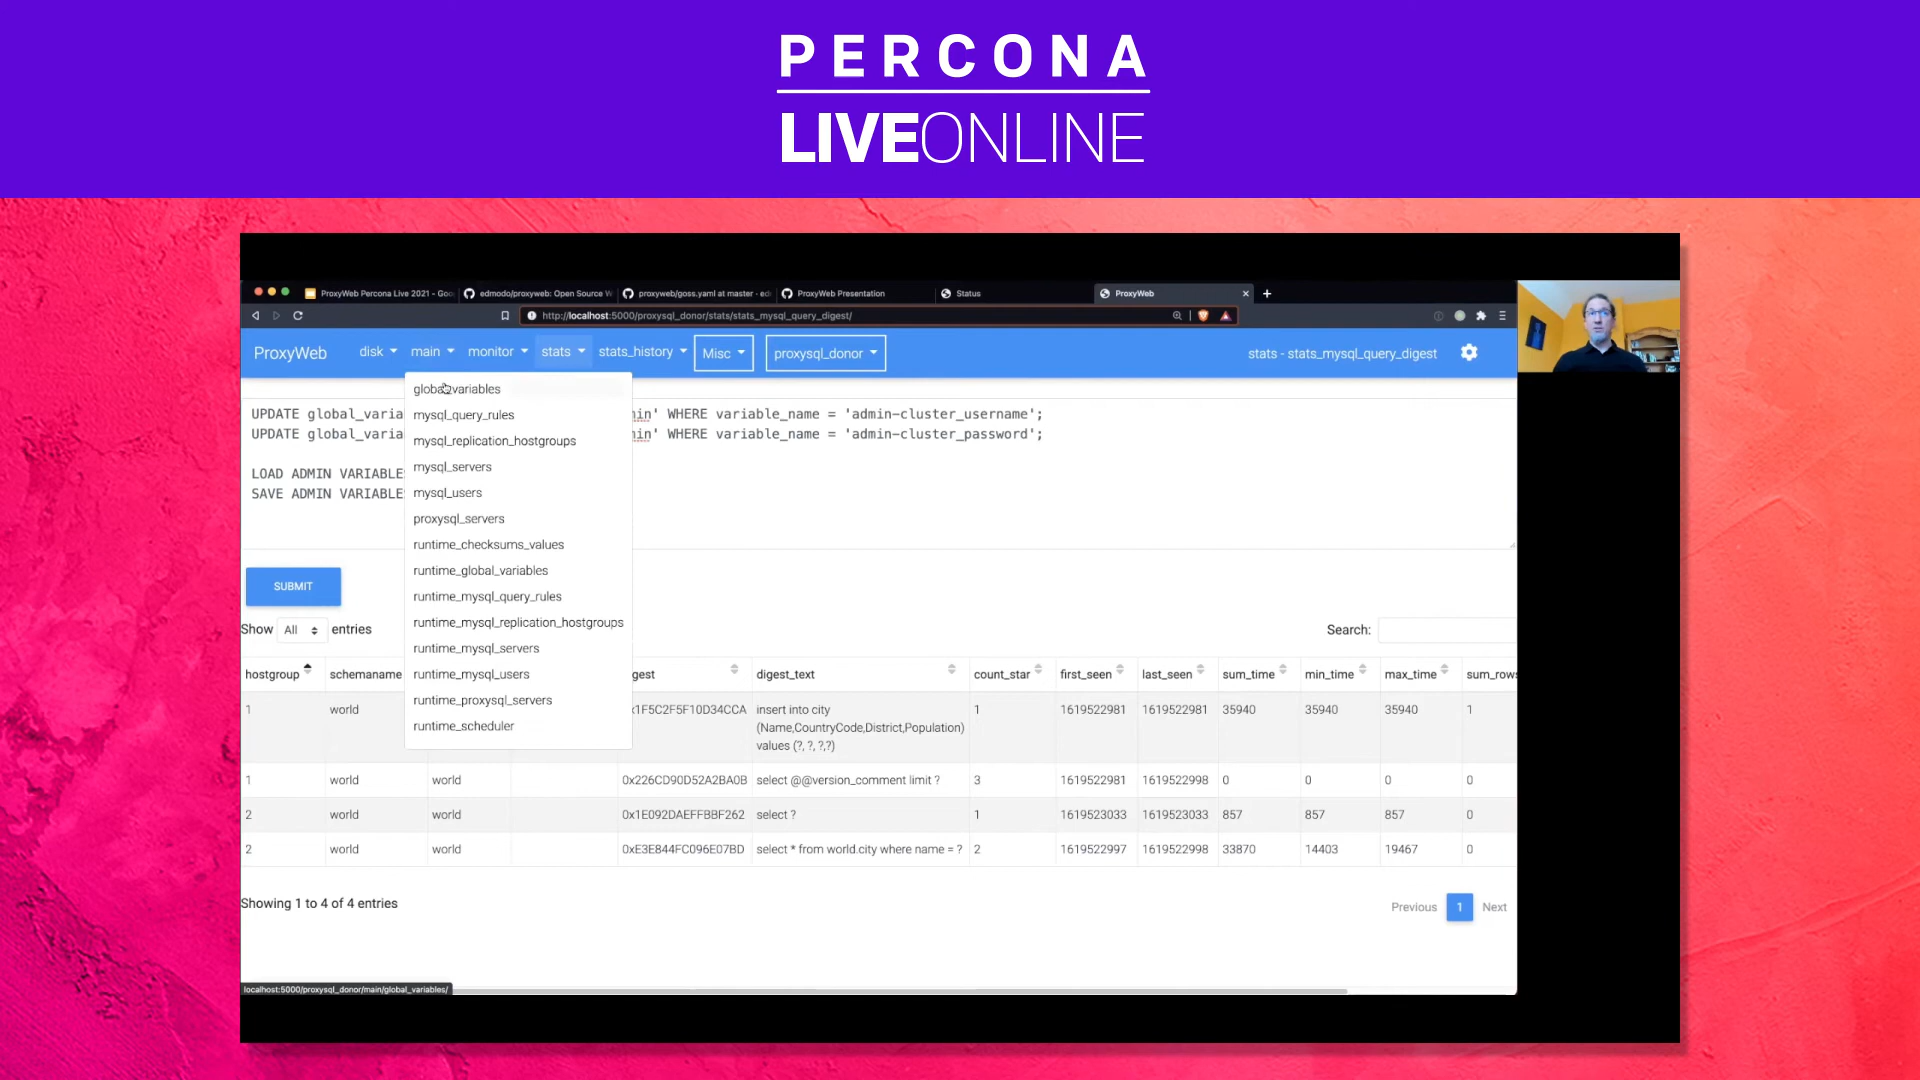 PERCONA
LIVEONLINE
ProxyWeb Percona Live 2021 - Goo
edmodo/proxyweb: Open Source W
proxyweb/goss.yaml at master · ed
ProxyWeb Presentation
Status
ProxyWeb
http://localhost:5000/proxysql_donor/stats/stats_mysql_query_digest/
ProxyWeb disk main monitor stats stats_history Misc proxysql_donor stats - stats_mysql_query_digest
global_variables
mysql_query_rules
mysql_replication_hostgroups
mysql_servers
mysql_users
proxysql_servers
runtime_checksums_values
runtime_global_variables
runtime_mysql_query_rules
runtime_mysql_replication_hostgroups
runtime_mysql_servers
runtime_mysql_users
runtime_proxysql_servers
runtime_scheduler
UPDATE global_varia min' WHERE variable_name = 'admin-cluster_username';
UPDATE global_varia min' WHERE variable_name = 'admin-cluster_password';
LOAD ADMIN VARIABLE
SAVE ADMIN VARIABLE
SUBMIT
Show All entries
Search:
hostgroup schemaname gest digest_text count_star first_seen last_seen sum_time min_time max_time sum_rows
1 world x1F5C2F5F10D34CCA insert into city (Name,CountryCode,District,Population) values (?, ?, ?,?) 1 1619522981 1619522981 35940 35940 35940 1
1 world world 0x226CD90D52A2BA0B select @@version_comment limit ? 3 1619522981 1619522998 0 0 0 0
2 world world 0x1E092DAEFFBBF262 select ? 1 1619523033 1619523033 857 857 857 0
2 world world 0xE3E844FC096E07BD select * from world.city where name = ? 2 1619522997 1619522998 33870 14403 19467 0
Showing 1 to 4 of 4 entries
Previous 1 Next
localhost:5000/proxysql_donor/main/global_variables/